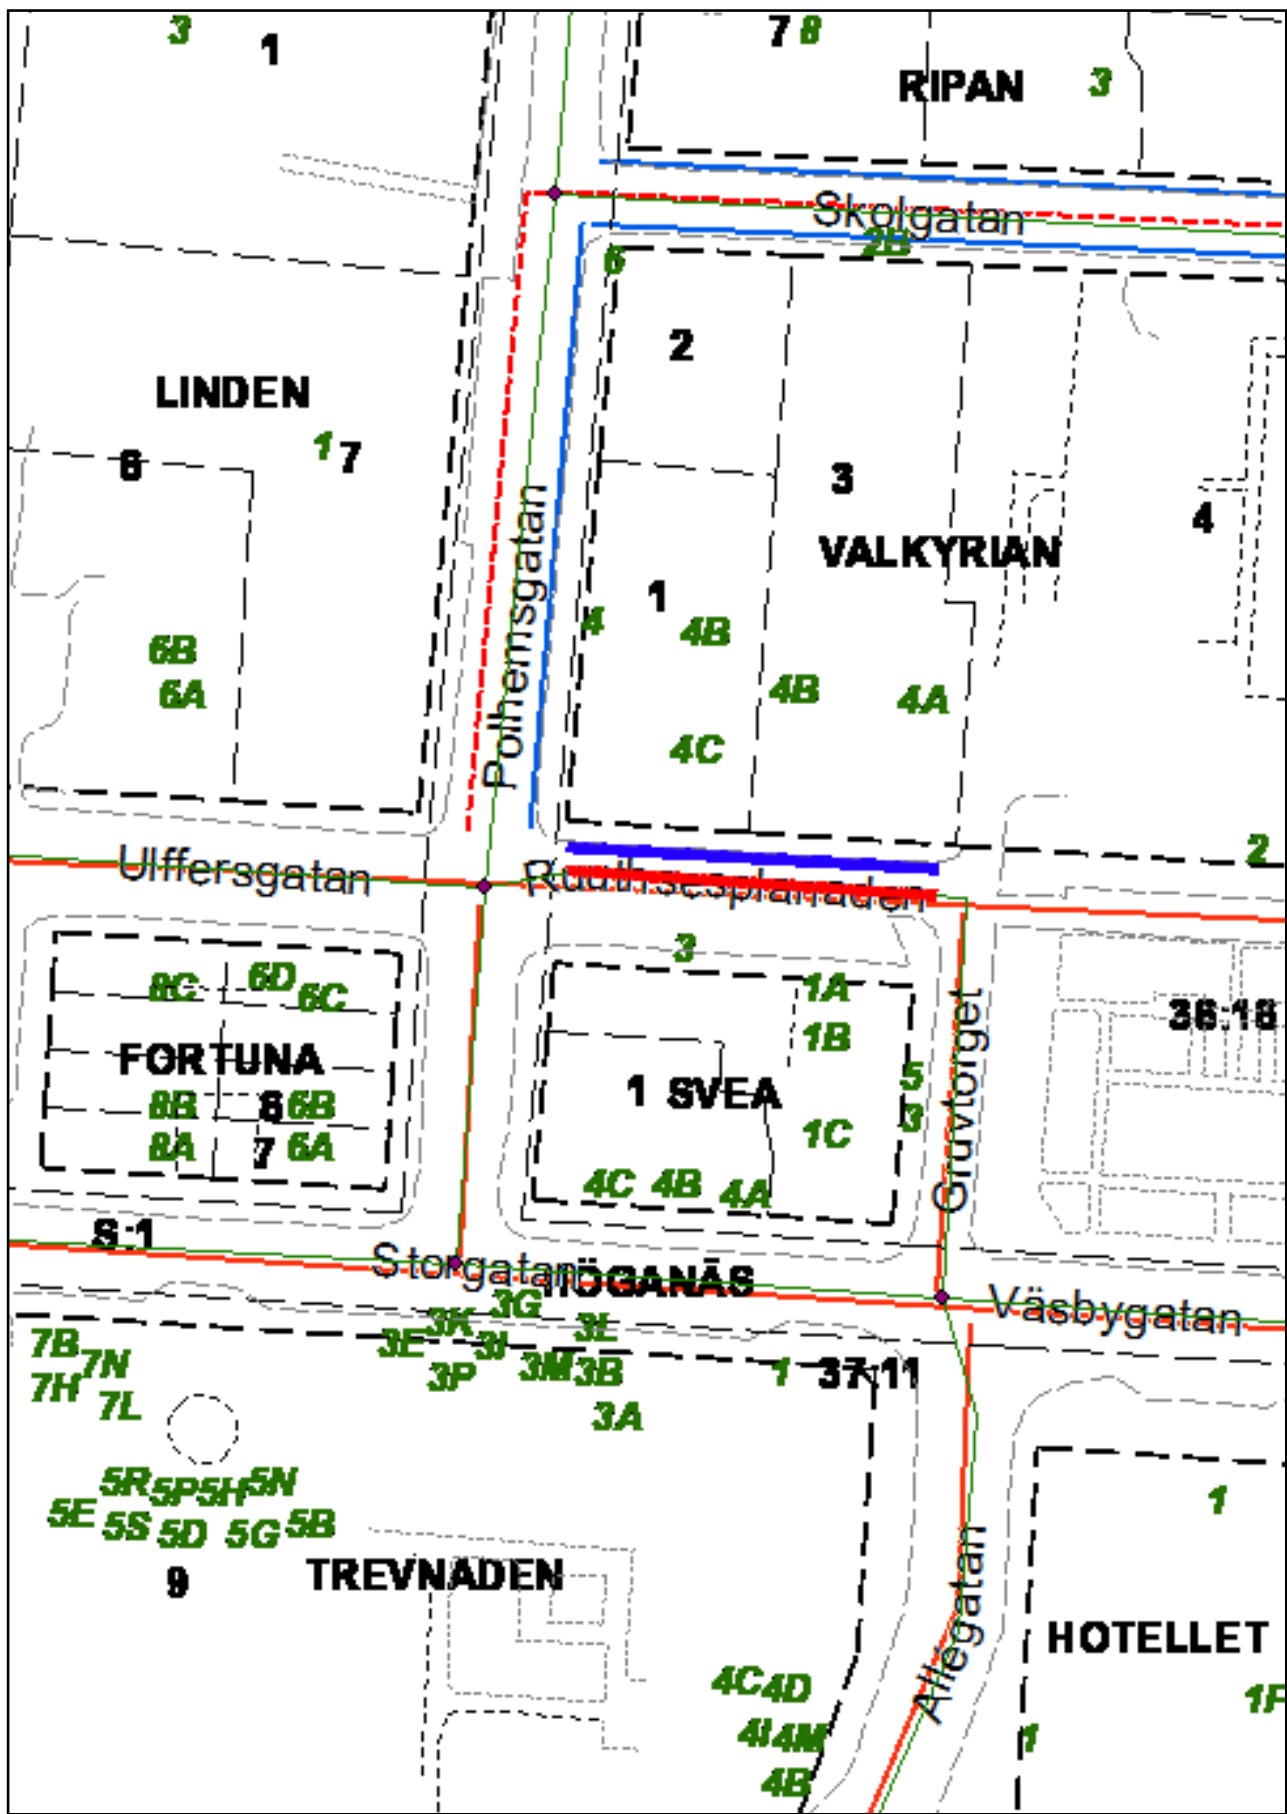 3
1
7 8
RIPAN
3
Skolgatan
2B
6
2
LINDEN
1 7
6
3
4
VALKYRIAN
Polhemsgatan
1
4
4B
6B
6A
4B
4A
4C
2
Ulffersgatan
Ruuthsesplanaden
3
8C
6D
6C
1A
36:16
1B
FORTUNA
5
1 SVEA
3
8B
8 6B
1C
8A
7
6A
4C
4B
4A
Gruvtorget
S:1
Storgatan
HÖGANÄS
Väsbygatan
3G
3K
3L
3E
3I
7B
7N
3P
3M
3B
1
37:11
7H
7L
3A
5R
5P
5H
5N
5E
5S
5D
5G
5B
1
TREVNADEN
9
Allégatan
HOTELLET
4C
4D
1F
4I
4M
1
4B